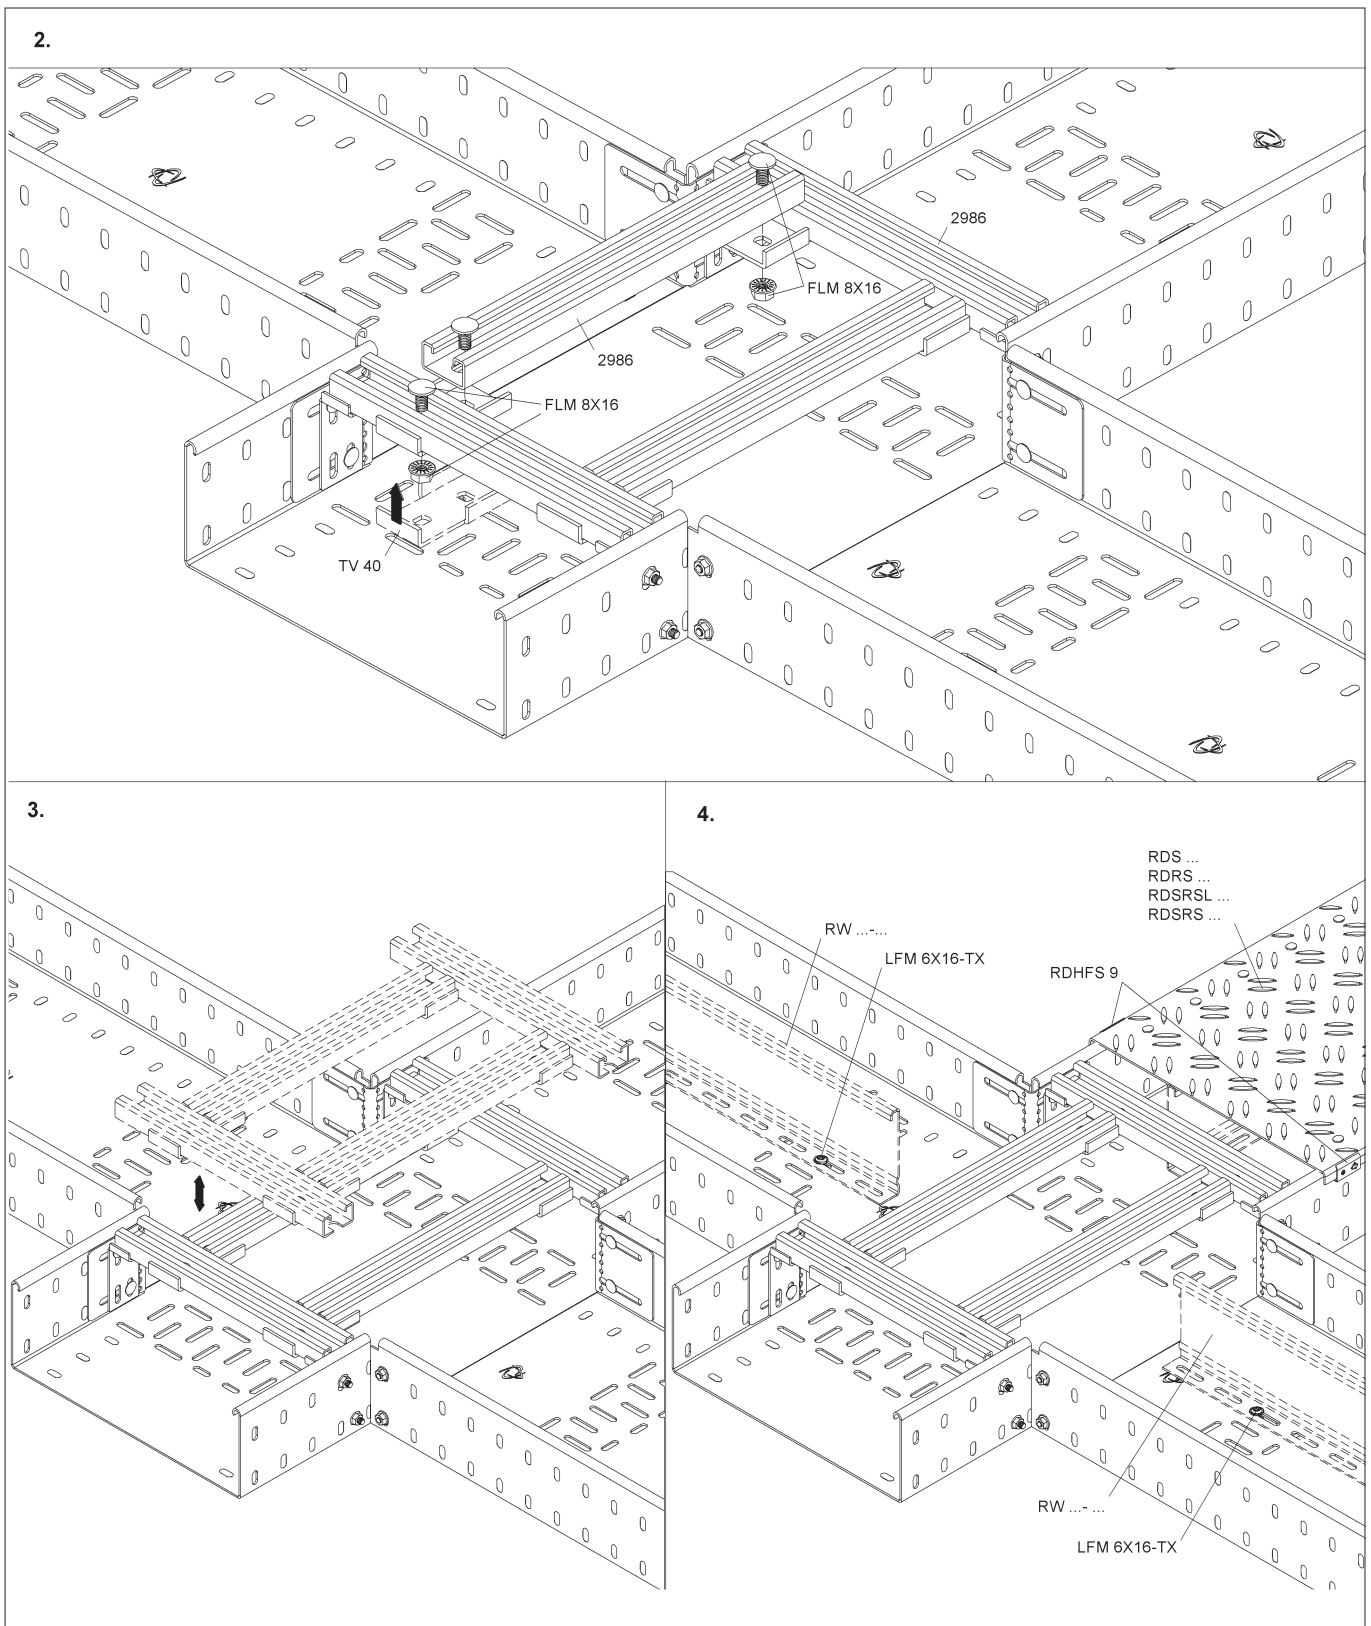 2.
2986
FLM 8X16
2986
FLM 8X16
TV 40
3.
4.
RDS ...
RDRS ...
RDSRSL ...
RDSRS ...
RW ...-...
LFM 6X16-TX
RDHFS 9
RW ...- ...
LFM 6X16-TX